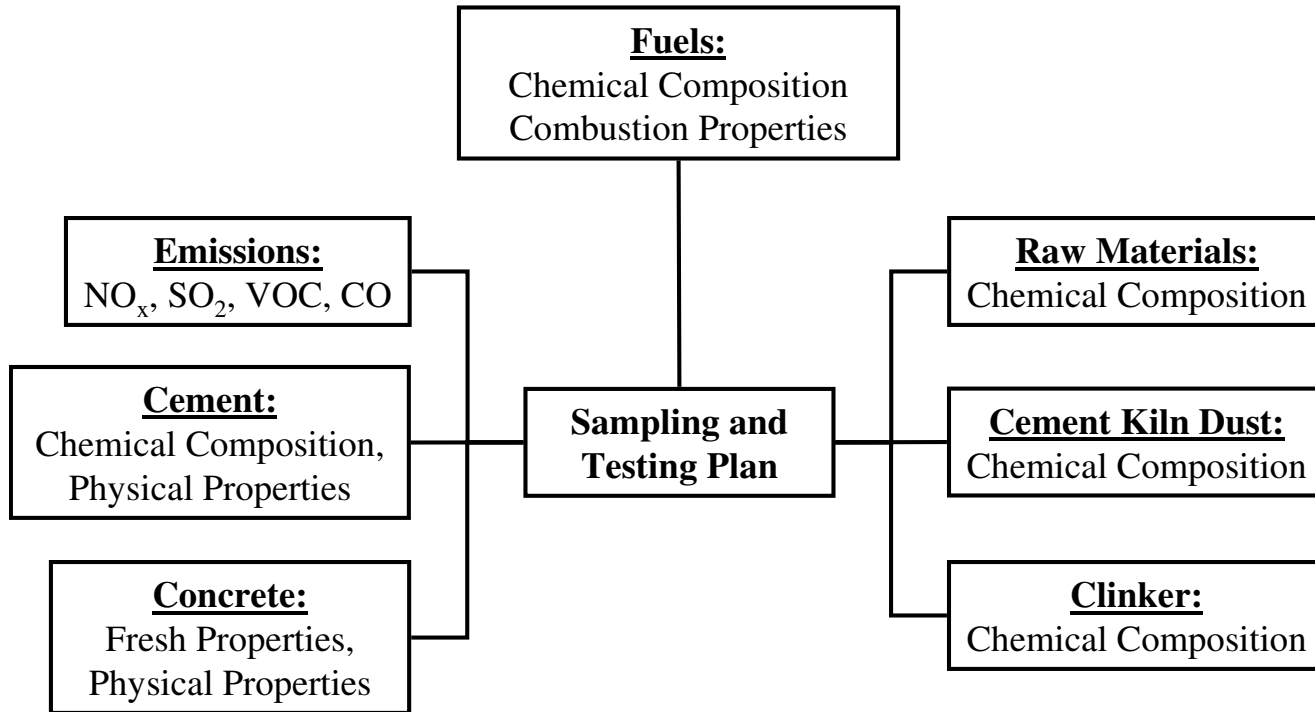 Fuels:
Chemical Composition
Combustion Properties
Emissions:
NOₓ, SO₂, VOC, CO
Cement:
Chemical Composition,
Physical Properties
Concrete:
Fresh Properties,
Physical Properties
Sampling and
Testing Plan
Raw Materials:
Chemical Composition
Cement Kiln Dust:
Chemical Composition
Clinker:
Chemical Composition